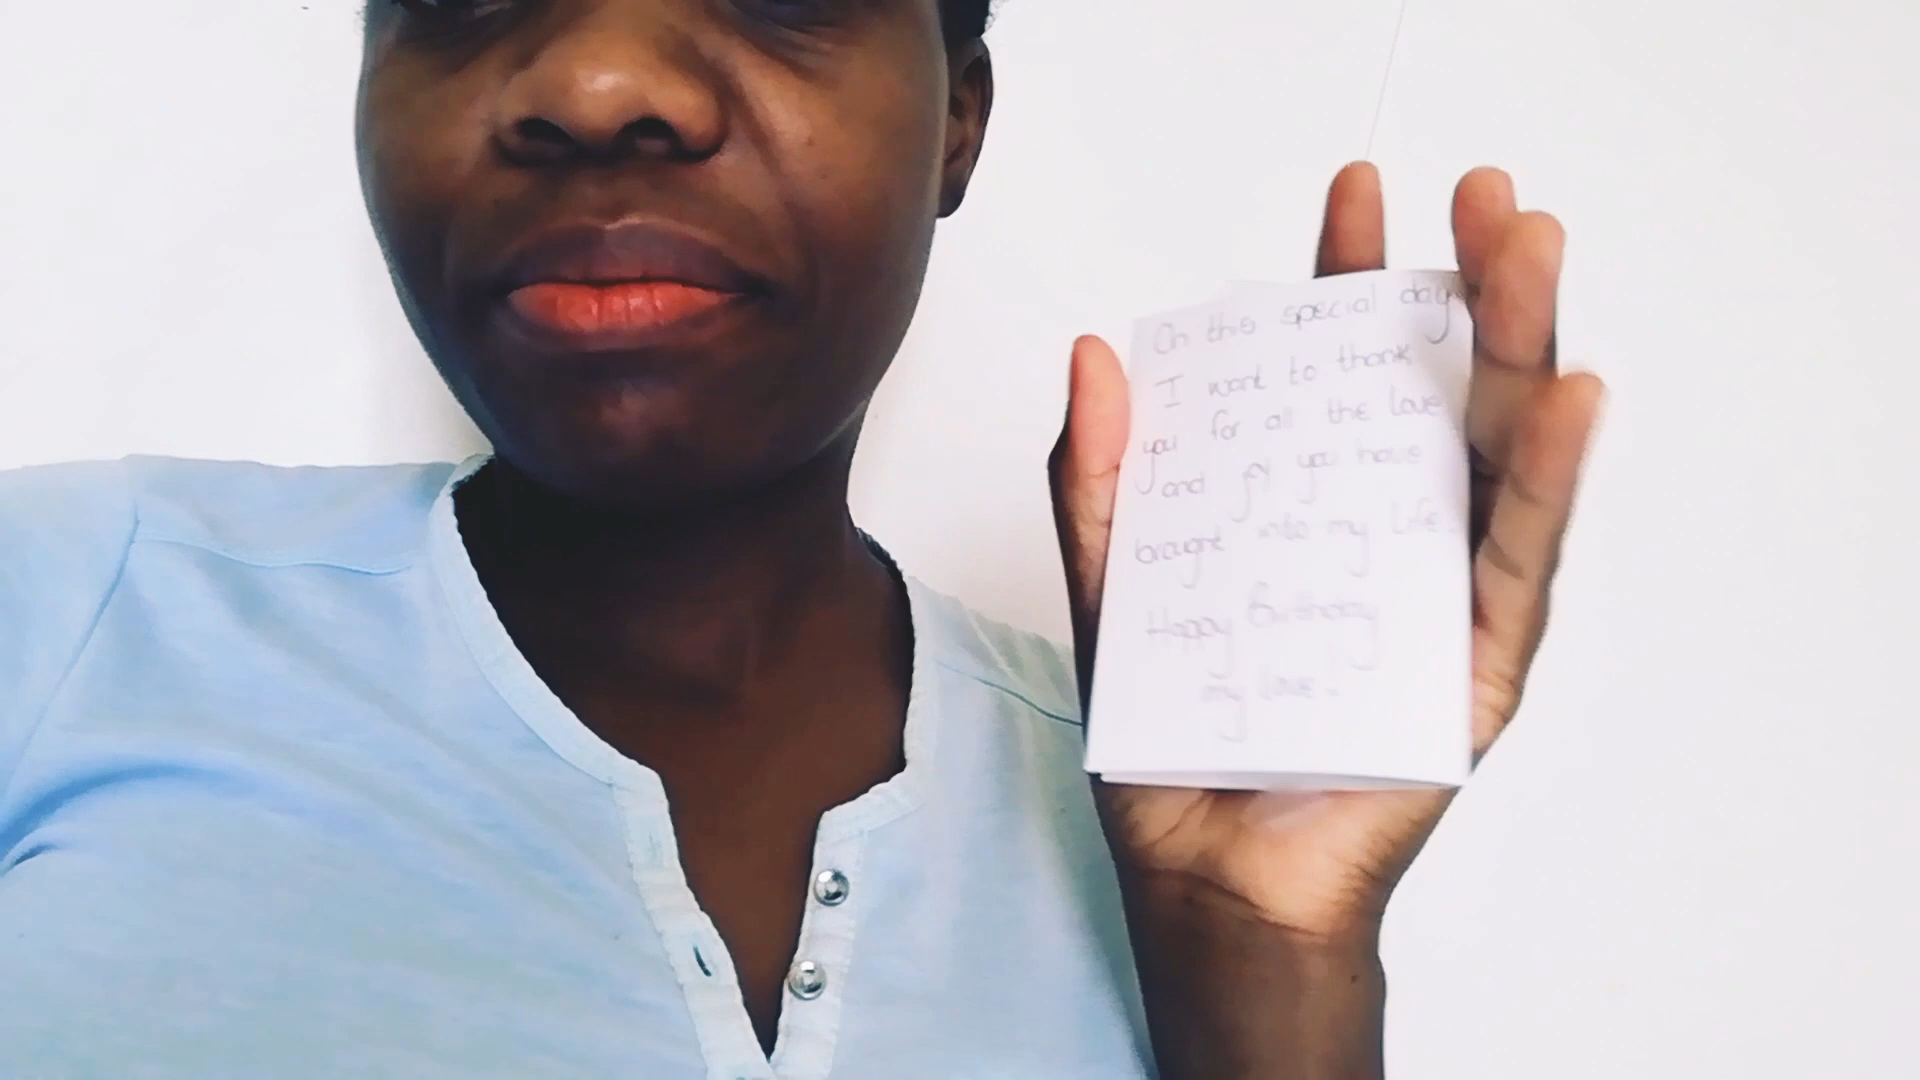 On this special day
I want to thank
you for all the love
and joy you have
brought into my life.
Happy Birthday
my love!